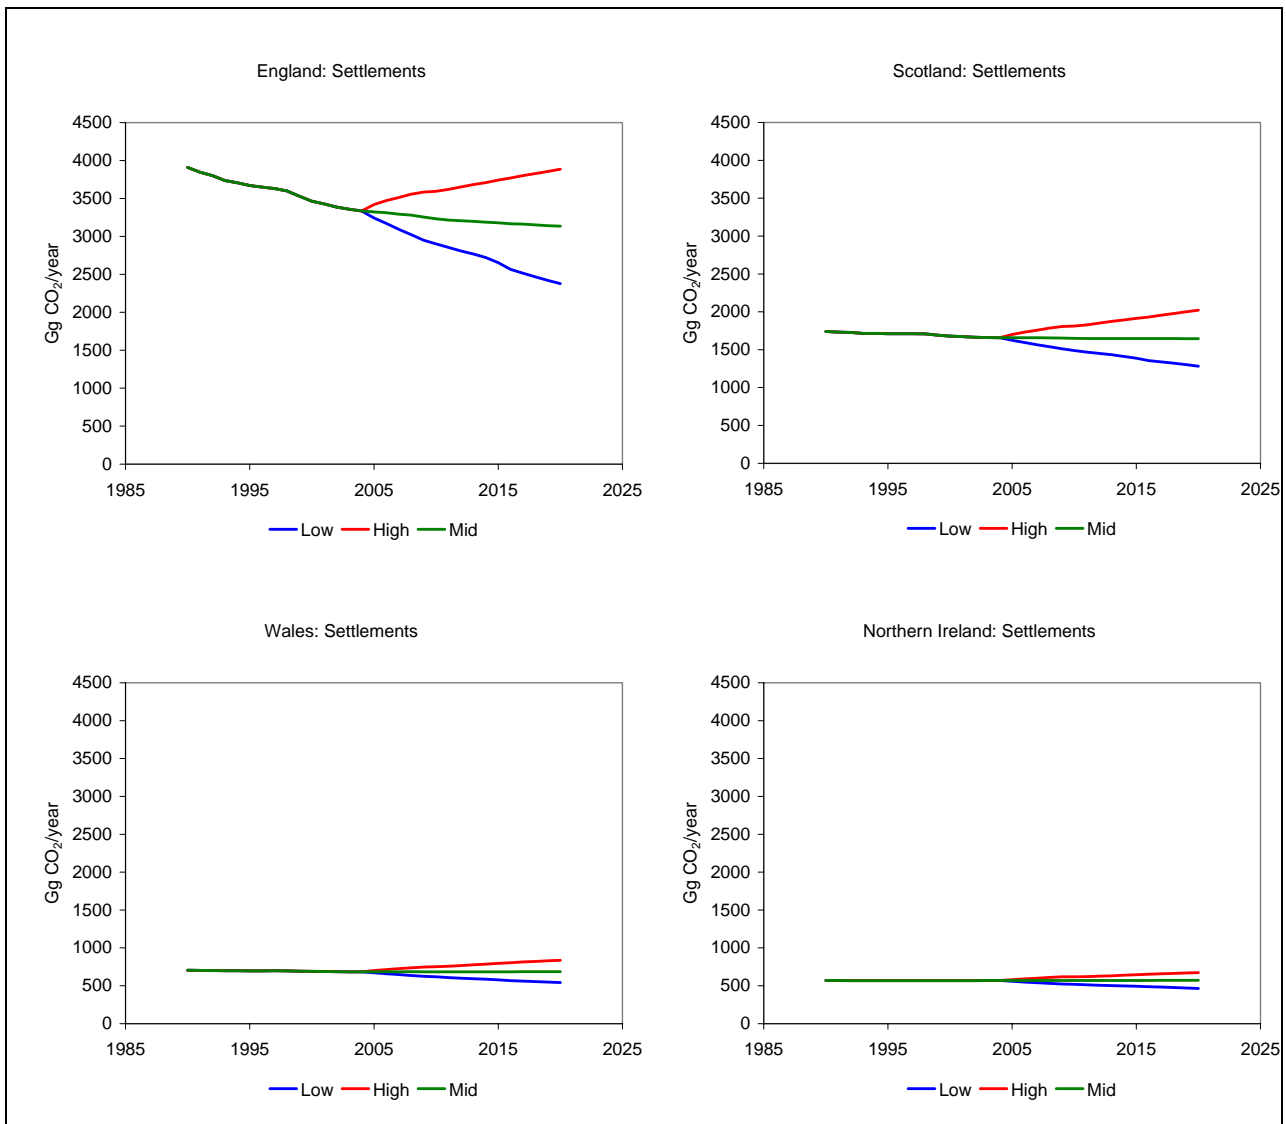 England: Settlements
4500
4000
3500
3000
2500
2000
1500
1000
500
0
Gg CO₂/year
1985 1995 2005 2015 2025
Low High Mid
Scotland: Settlements
4500
4000
3500
3000
2500
2000
1500
1000
500
0
Gg CO₂/year
1985 1995 2005 2015 2025
Low High Mid
Wales: Settlements
4500
4000
3500
3000
2500
2000
1500
1000
500
0
Gg CO₂/year
1985 1995 2005 2015 2025
Low High Mid
Northern Ireland: Settlements
4500
4000
3500
3000
2500
2000
1500
1000
500
0
Gg CO₂/year
1985 1995 2005 2015 2025
Low High Mid